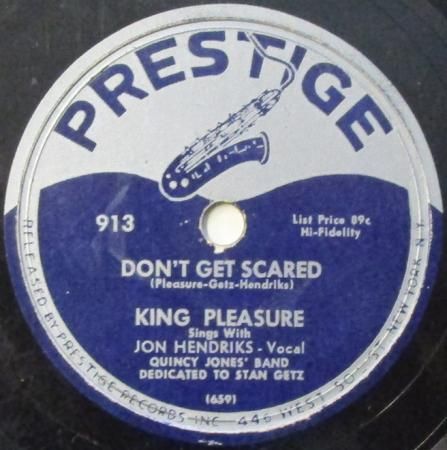 PRESTIGE
913
List Price 89c
Hi-Fidelity
DON'T GET SCARED
(Pleasure-Getz-Hendriks)
KING PLEASURE
Sings With
JON HENDRIKS - Vocal
QUINCY JONES' BAND
DEDICATED TO STAN GETZ
(659)
RELEASED BY PRESTIGE RECORDS INC 446 WEST 50 ST NEW YORK N Y